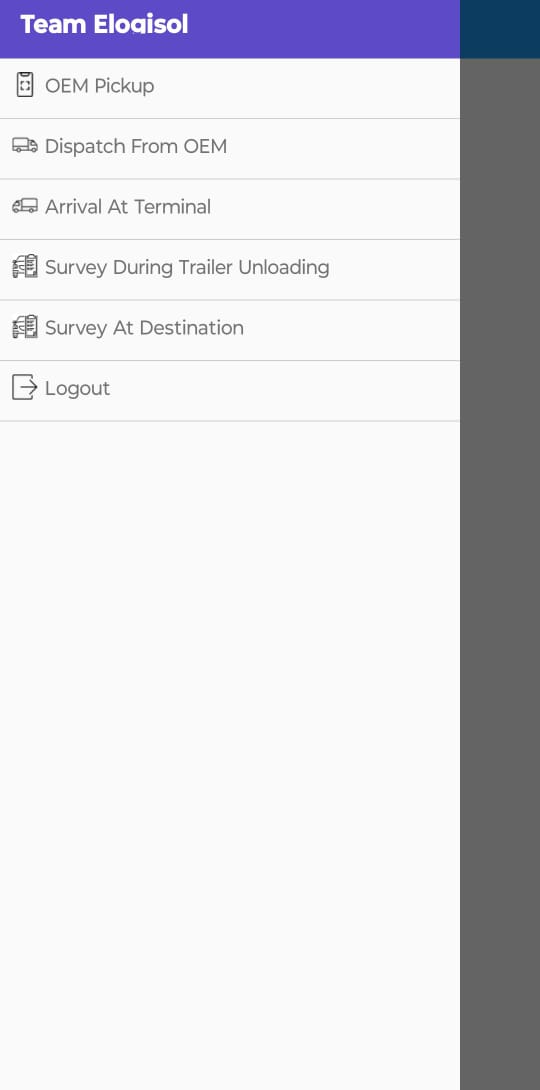 Team Elogisol
OEM Pickup
Dispatch From OEM
Arrival At Terminal
Survey During Trailer Unloading
Survey At Destination
Logout